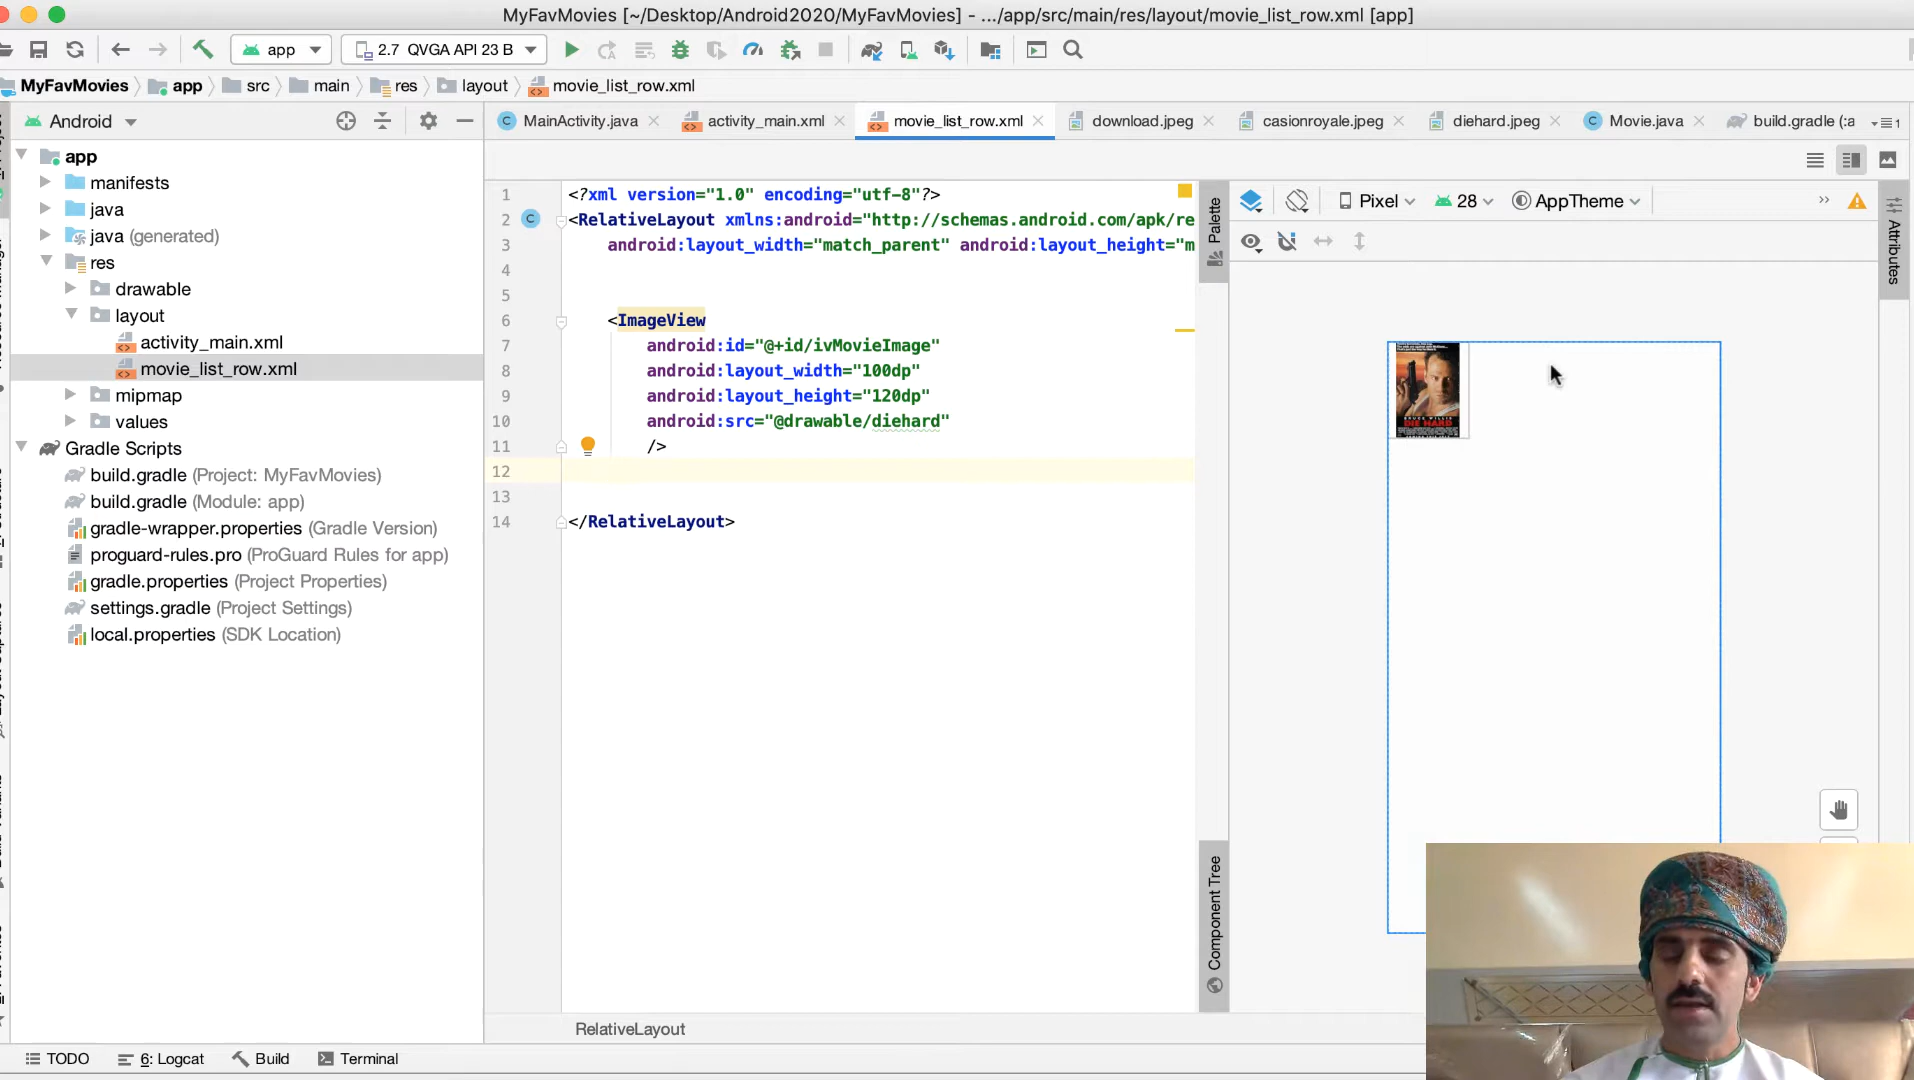 MyFavMovies [~/Desktop/Android2020/MyFavMovies] - .../app/src/main/res/layout/movie_list_row.xml [app]
app 2.7 QVGA API 23 B
MyFavMovies app src main res layout movie_list_row.xml
Android
MainActivity.java activity_main.xml movie_list_row.xml download.jpeg casionroyale.jpeg diehard.jpeg Movie.java build.gradle (:a
app
manifests
java
java (generated)
res
drawable
layout
activity_main.xml
movie_list_row.xml
mipmap
values
Gradle Scripts
build.gradle (Project: MyFavMovies)
build.gradle (Module: app)
gradle-wrapper.properties (Gradle Version)
proguard-rules.pro (ProGuard Rules for app)
gradle.properties (Project Properties)
settings.gradle (Project Settings)
local.properties (SDK Location)
1 <?xml version="1.0" encoding="utf-8"?>
2 <RelativeLayout xmlns:android="http://schemas.android.com/apk/re
3 android:layout_width="match_parent" android:layout_height="m
4
5
6 <ImageView
7 android:id="@+id/ivMovieImage"
8 android:layout_width="100dp"
9 android:layout_height="120dp"
10 android:src="@drawable/diehard"
11 />
12
13
14 </RelativeLayout>
RelativeLayout
Palette
Component Tree
Pixel 28 AppTheme
Attributes
DIE HARD
TODO 6: Logcat Build Terminal